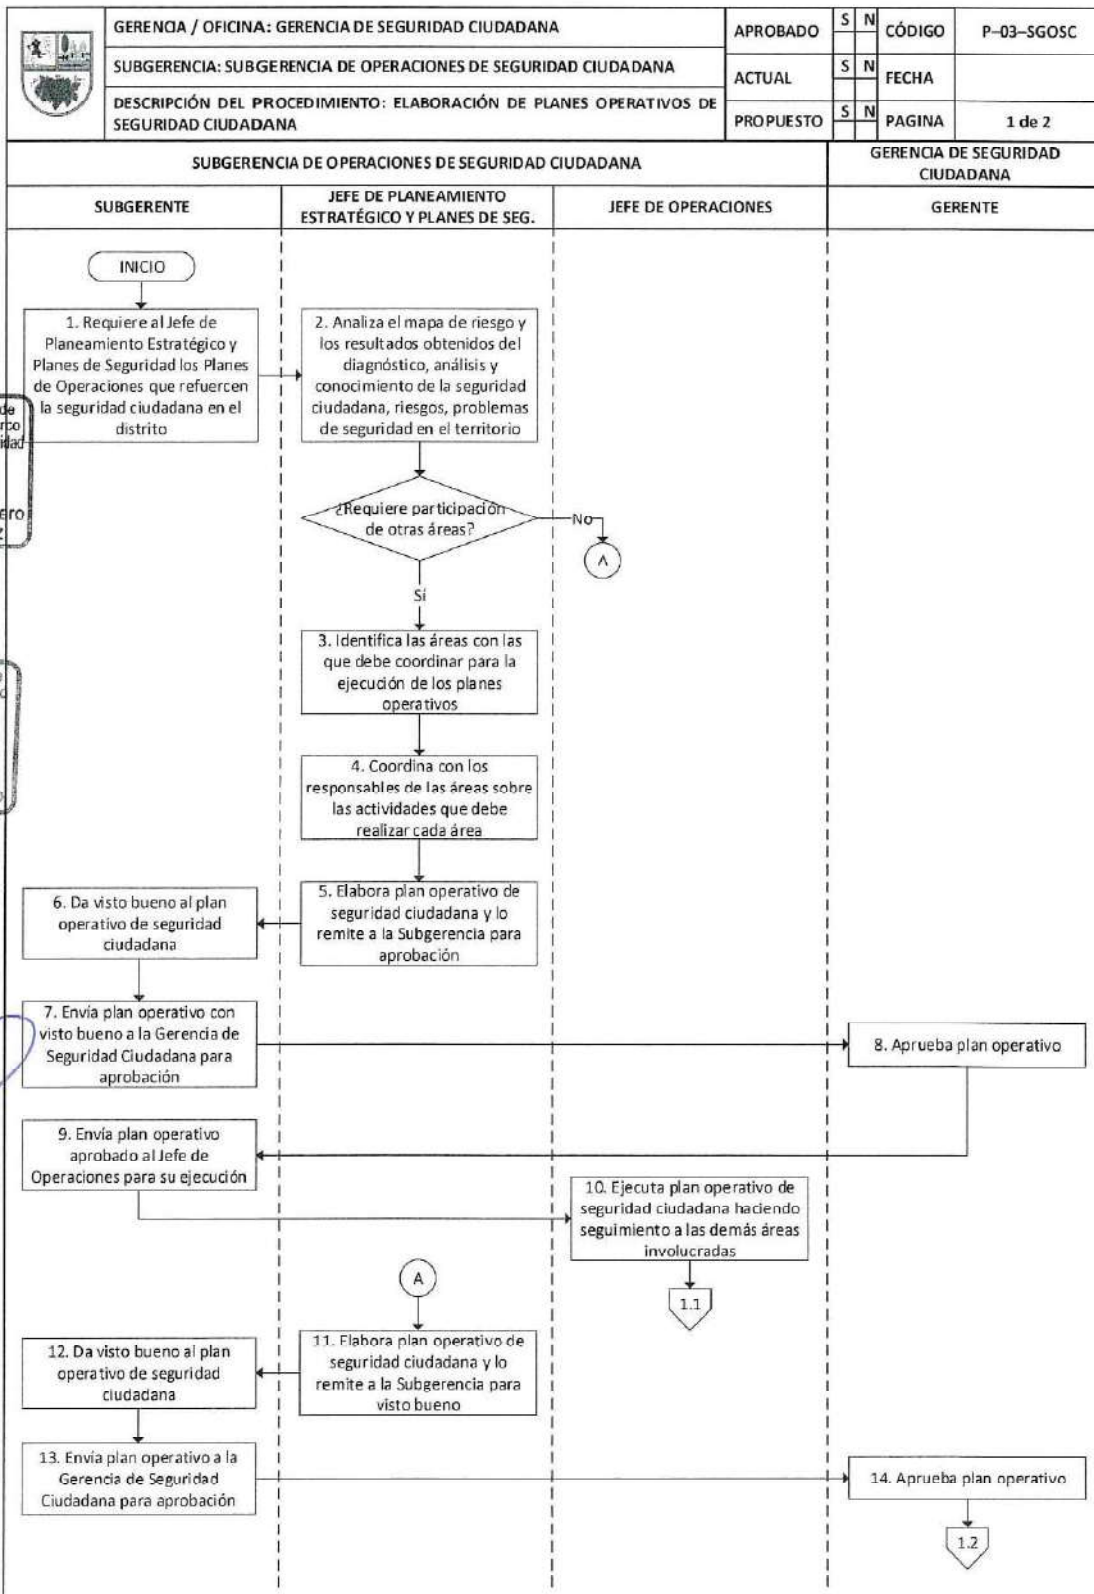 GERENCIA / OFICINA: GERENCIA DE SEGURIDAD CIUDADANA
SUBGERENCIA: SUBGERENCIA DE OPERACIONES DE SEGURIDAD CIUDADANA
DESCRIPCIÓN DEL PROCEDIMIENTO: ELABORACIÓN DE PLANES OPERATIVOS DE
SEGURIDAD CIUDADANA
APROBADO S N CÓDIGO P-03-SGOSC
ACTUAL S N FECHA
PROPUESTO S N PAGINA 1 de 2
SUBGERENCIA DE OPERACIONES DE SEGURIDAD CIUDADANA
GERENCIA DE SEGURIDAD
CIUDADANA
SUBGERENTE
JEFE DE PLANEAMIENTO
ESTRATÉGICO Y PLANES DE SEG.
JEFE DE OPERACIONES
GERENTE
INICIO
1. Requiere al Jefe de
Planeamiento Estratégico y
Planes de Seguridad los Planes
de Operaciones que refuercen
la seguridad ciudadana en el
distrito
2. Analiza el mapa de riesgo y
los resultados obtenidos del
diagnóstico, análisis y
conocimiento de la seguridad
ciudadana, riesgos, problemas
de seguridad en el territorio
¿Requiere participación
de otras áreas?
No
A
Sí
3. Identifica las áreas con las
que debe coordinar para la
ejecución de los planes
operativos
4. Coordina con los
responsables de las áreas sobre
las actividades que debe
realizar cada área
5. Elabora plan operativo de
seguridad ciudadana y lo
remite a la Subgerencia para
aprobación
6. Da visto bueno al plan
operativo de seguridad
ciudadana
7. Envía plan operativo con
visto bueno a la Gerencia de
Seguridad Ciudadana para
aprobación
8. Aprueba plan operativo
9. Envía plan operativo
aprobado al Jefe de
Operaciones para su ejecución
10. Ejecuta plan operativo de
seguridad ciudadana haciendo
seguimiento a las demás áreas
involucradas
1.1
A
11. Elabora plan operativo de
seguridad ciudadana y lo
remite a la Subgerencia para
visto bueno
12. Da visto bueno al plan
operativo de seguridad
ciudadana
13. Envía plan operativo a la
Gerencia de Seguridad
Ciudadana para aprobación
14. Aprueba plan operativo
1.2